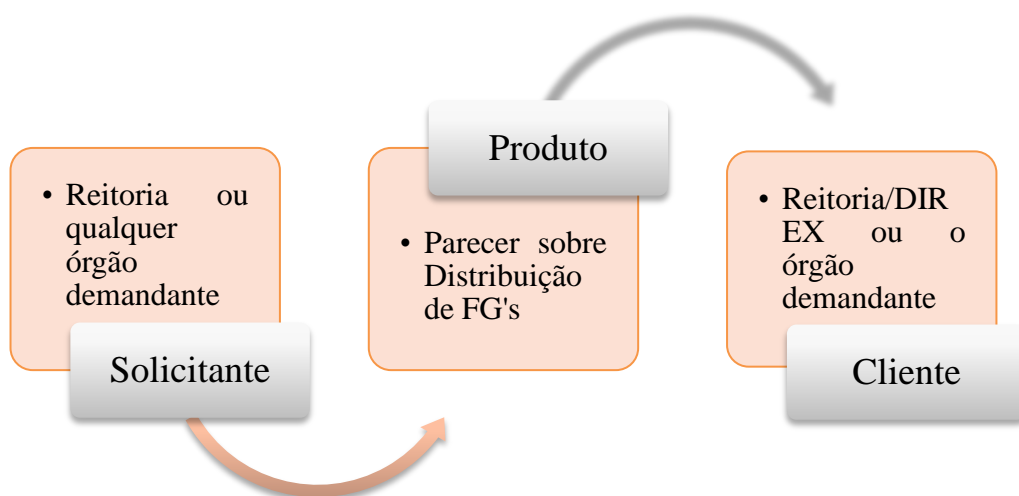 • Reitoria ou
qualquer
órgão
demandante
Solicitante
Produto
• Parecer sobre
Distribuição
de FG's
• Reitoria/DIR
EX ou o
órgão
demandante
Cliente